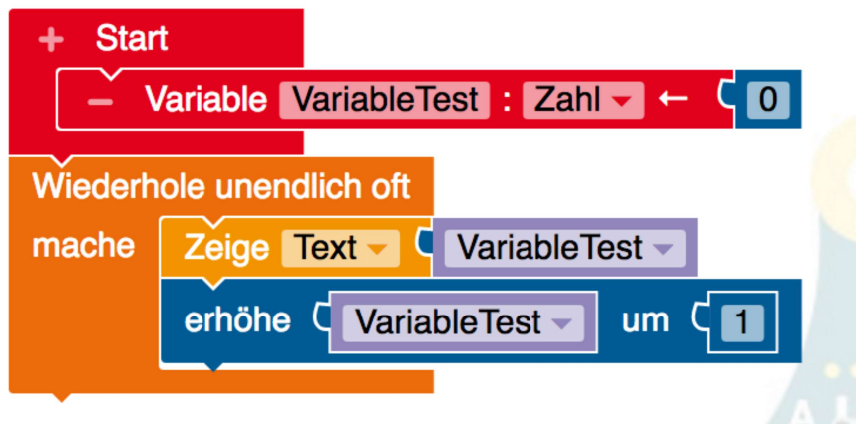 + Start
– Variable VariableTest : Zahl ← 0
Wiederhole unendlich oft
mache Zeige Text VariableTest
erhöhe VariableTest um 1